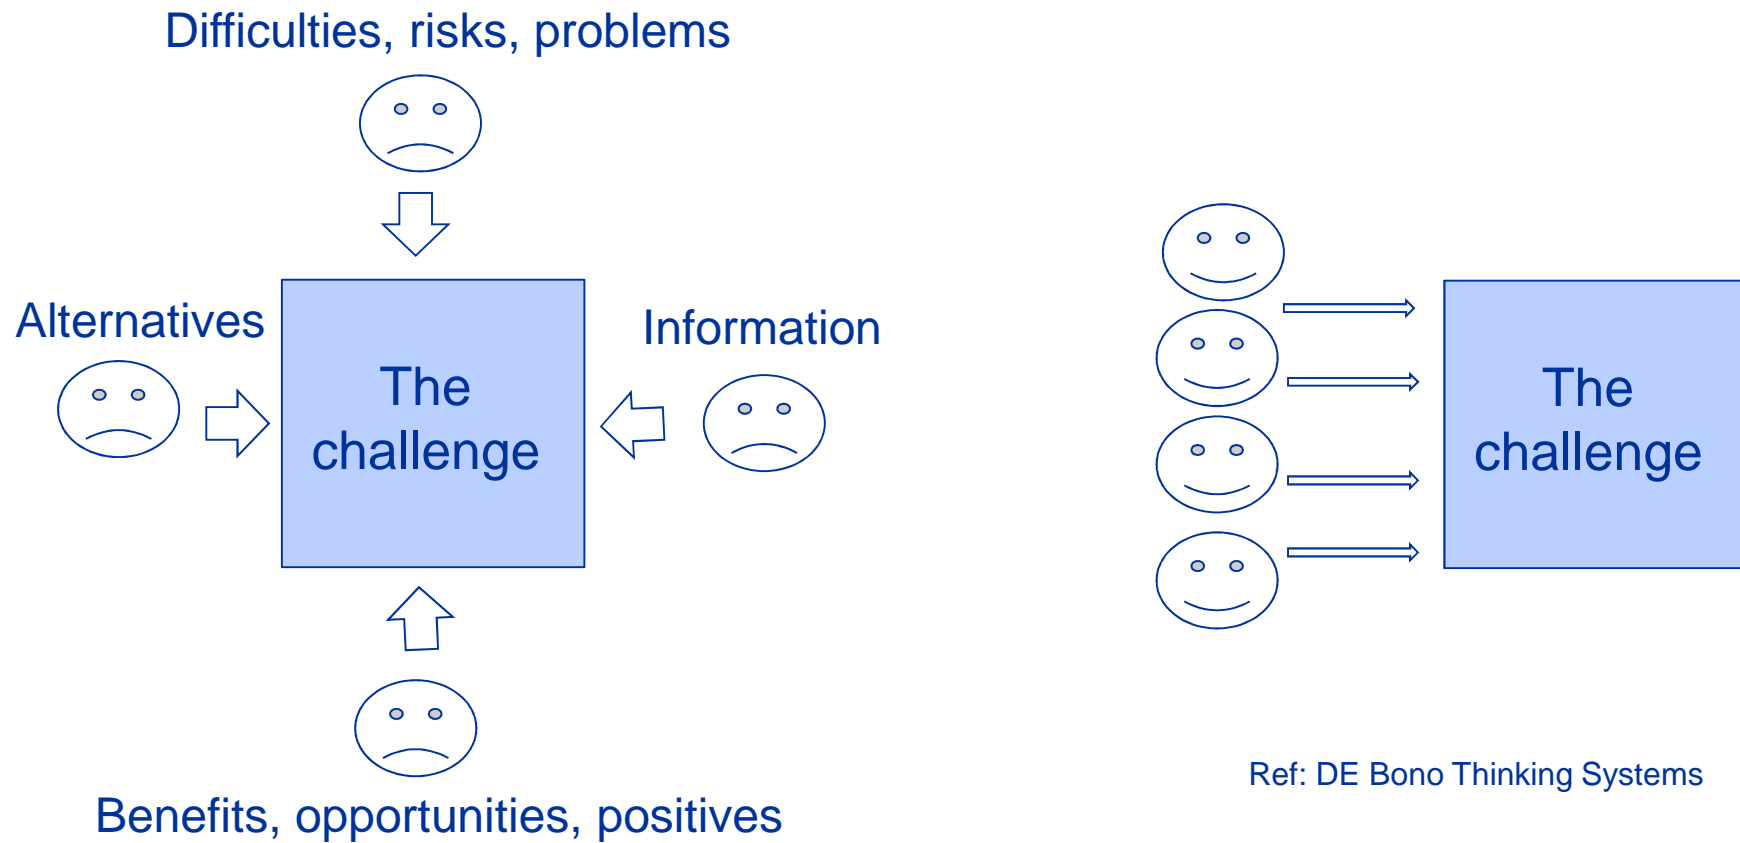 Difficulties, risks, problems
Alternatives
Information
The
challenge
Benefits, opportunities, positives
The
challenge
Ref: DE Bono Thinking Systems